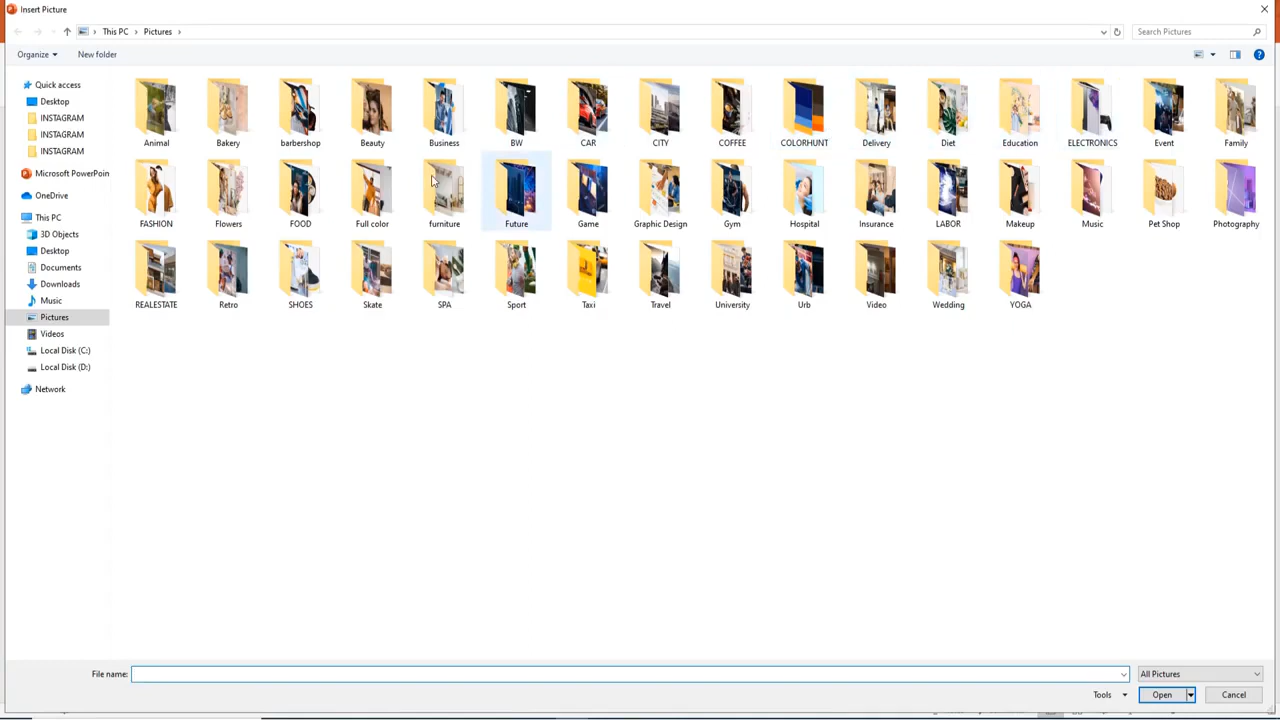 Insert Picture
This PC Pictures
Search Pictures
Organize New folder
Quick access
Desktop
INSTAGRAM
INSTAGRAM
INSTAGRAM
Microsoft PowerPoin
OneDrive
This PC
3D Objects
Desktop
Documents
Downloads
Music
Pictures
Videos
Local Disk (C:)
Local Disk (D:)
Network
Animal Bakery barbershop Beauty Business BW CAR CITY COFFEE COLORHUNT Delivery Diet Education ELECTRONICS Event Family
FASHION Flowers FOOD Full color furniture Future Game Graphic Design Gym Hospital Insurance LABOR Makeup Music Pet Shop Photography
REALESTATE Retro SHOES Skate SPA Sport Taxi Travel University Urb Video Wedding YOGA
File name: All Pictures
Tools Open Cancel